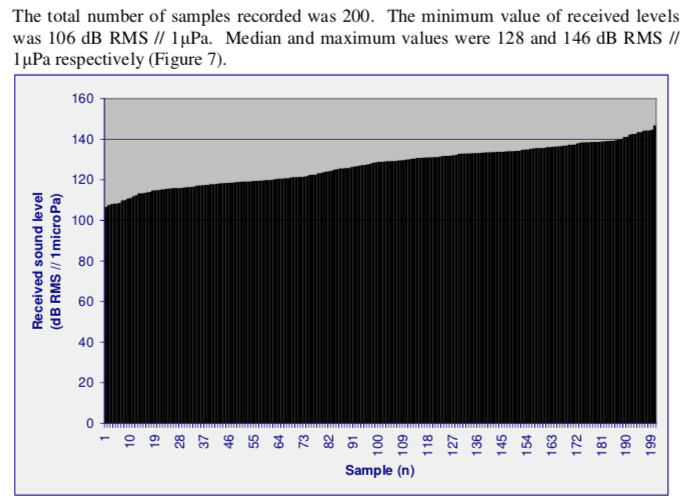 The total number of samples recorded was 200. The minimum value of received levels
was 106 dB RMS // 1µPa. Median and maximum values were 128 and 146 dB RMS //
1µPa respectively (Figure 7).
160
140
120
100
80
60
40
20
0
Received sound level
(dB RMS // 1microPa)
1 10 19 28 37 46 55 64 73 82 91 100 109 118 127 136 145 154 163 172 181 190 199
Sample (n)